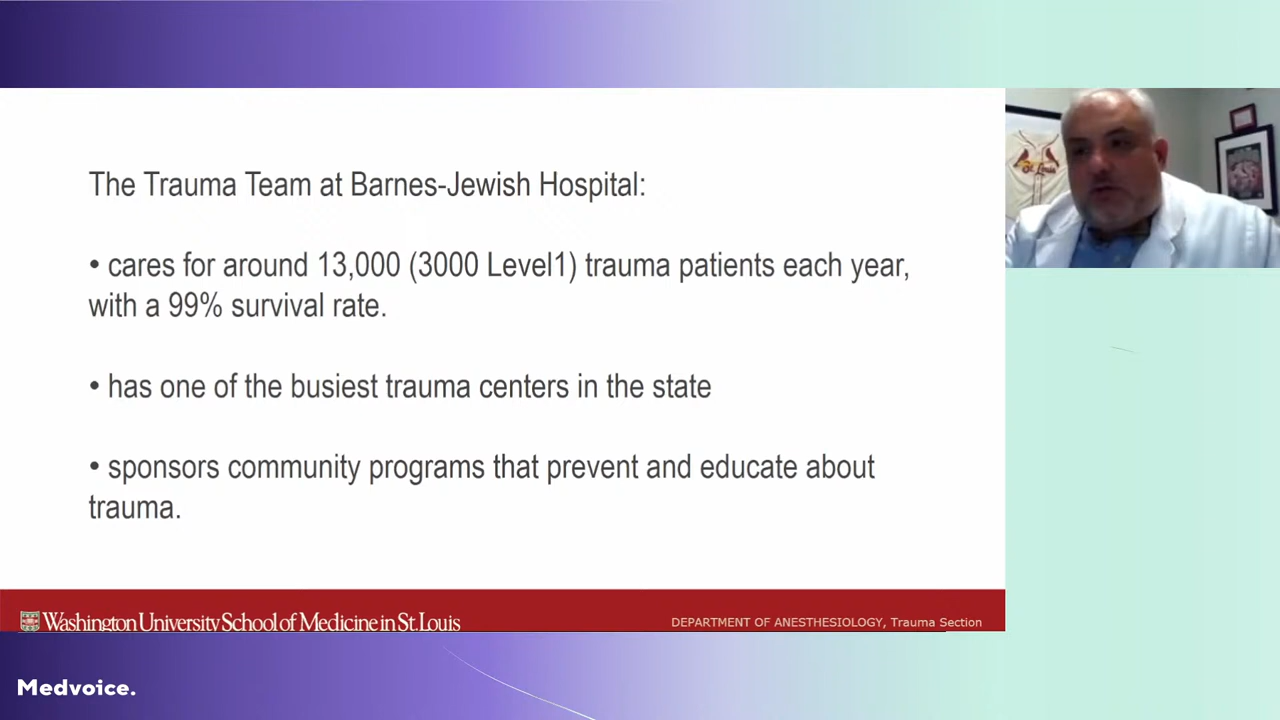 The Trauma Team at Barnes-Jewish Hospital:
• cares for around 13,000 (3000 Level1) trauma patients each year,
with a 99% survival rate.
• has one of the busiest trauma centers in the state
• sponsors community programs that prevent and educate about
trauma.
St. Louis
Washington University School of Medicine in St. Louis
DEPARTMENT OF ANESTHESIOLOGY, Trauma Section
Medvoice.